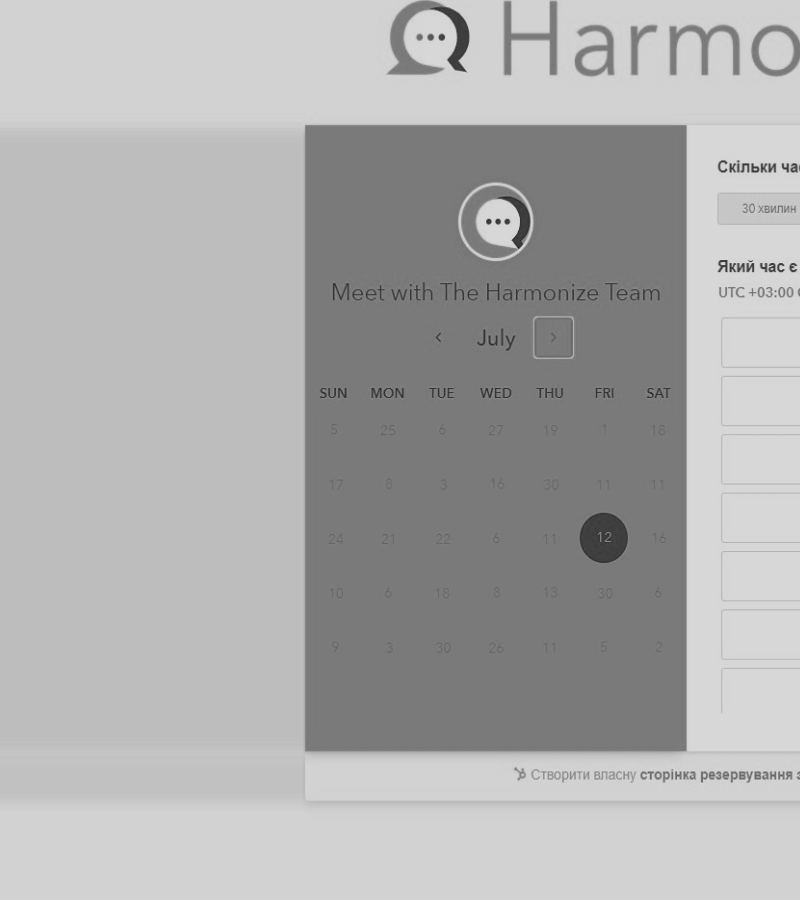 Harmo
Meet with The Harmonize Team
July
SUN MON TUE WED THU FRI SAT
5 25 6 27 19 1 18
17 8 3 16 30 11 11
24 21 22 6 11 12 16
10 6 18 8 13 30 6
9 3 30 26 11 5 2
Скільки час
30 хвилин
Який час є
UTC +03:00
Створити власну сторінка резервування з